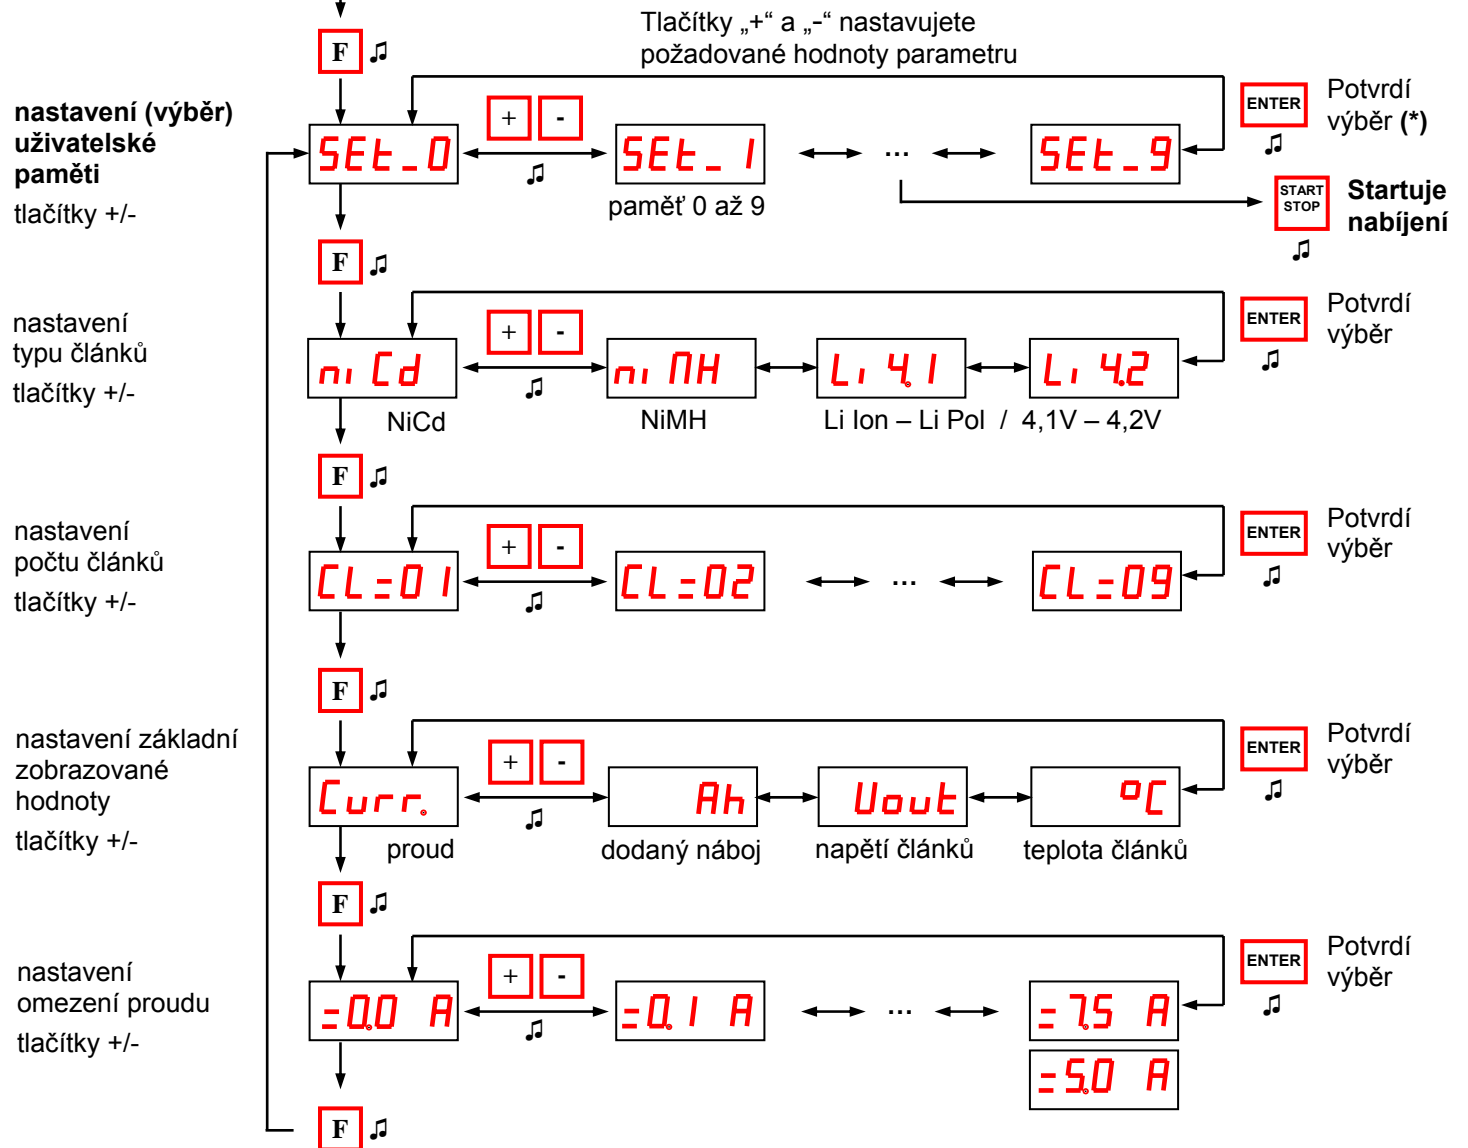 Tlačítky „+“ a „-“ nastavujete
požadované hodnoty parametru
F ♫
nastavení (výběr)
uživatelské
paměti
tlačítky +/-
SEt_0
+ -
♫
SEt_1
...
SEt_9
paměť 0 až 9
ENTER
♫
Potvrdí
výběr (*)
START
STOP
♫
Startuje
nabíjení
F ♫
nastavení
typu článků
tlačítky +/-
ni Cd
+ -
♫
ni MH
Li 4.1
Li 4.2
NiCd
NiMH
Li Ion – Li Pol / 4,1V – 4,2V
ENTER
♫
Potvrdí
výběr
F ♫
nastavení
počtu článků
tlačítky +/-
CL=01
+ -
♫
CL=02
...
CL=09
ENTER
♫
Potvrdí
výběr
F ♫
nastavení základní
zobrazované
hodnoty
tlačítky +/-
Curr.
+ -
♫
Ah
Uout
°C
proud
dodaný náboj
napětí článků
teplota článků
ENTER
♫
Potvrdí
výběr
F ♫
nastavení
omezení proudu
tlačítky +/-
=0.0 A
+ -
♫
=0.1 A
...
=7.5 A
=5.0 A
ENTER
♫
Potvrdí
výběr
F ♫